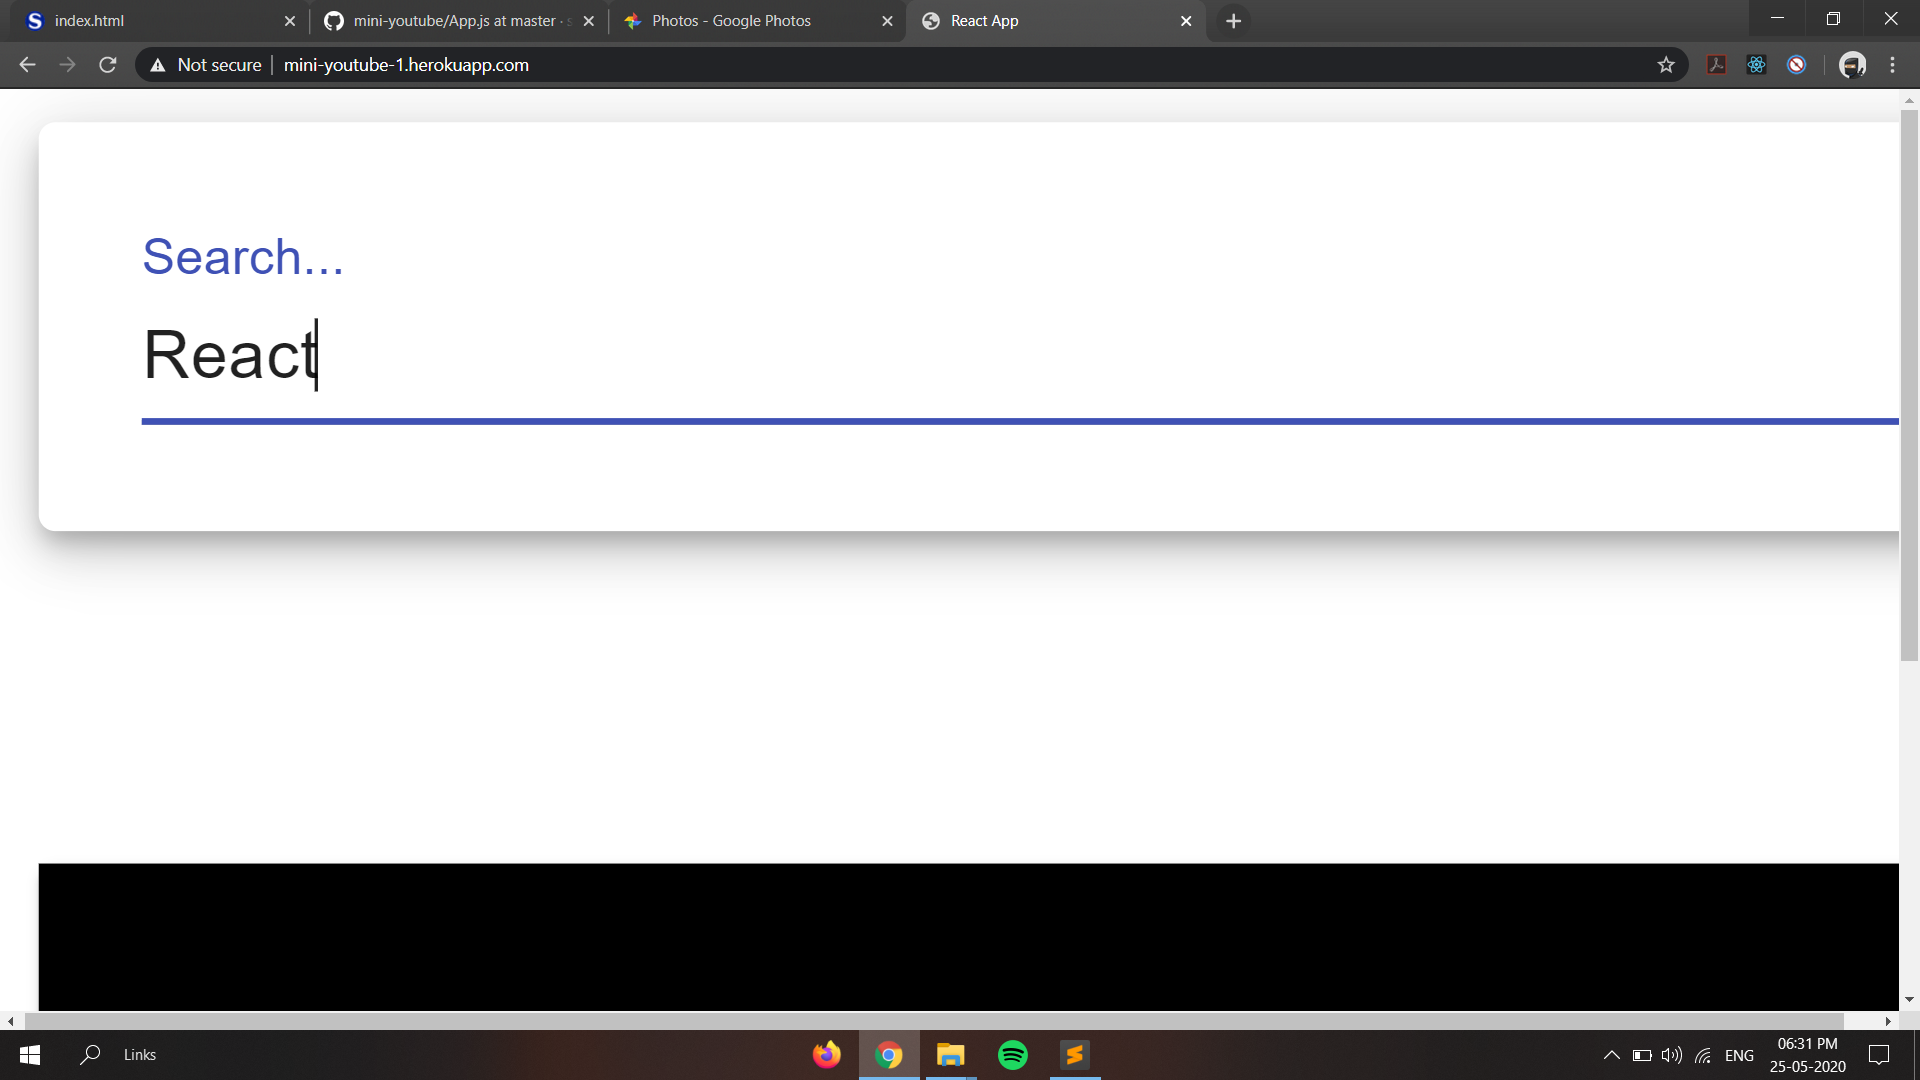 index.html
mini-youtube/App.js at master ·
Photos - Google Photos
React App
Not secure
mini-youtube-1.herokuapp.com
Search...
React
Links
ENG
06:31 PM
25-05-2020